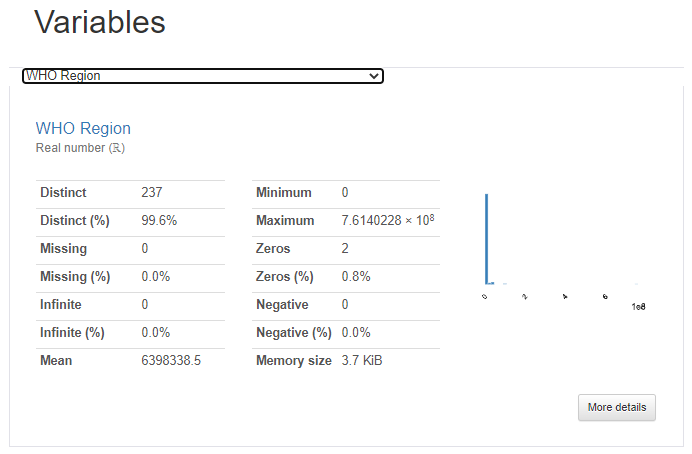 Variables
WHO Region
WHO Region
Real number (ℝ)
Distinct 237
Distinct (%) 99.6%
Missing 0
Missing (%) 0.0%
Infinite 0
Infinite (%) 0.0%
Mean 6398338.5
Minimum 0
Maximum 7.6140228 × 10⁸
Zeros 2
Zeros (%) 0.8%
Negative 0
Negative (%) 0.0%
Memory size 3.7 KiB
0 2 4 6
1e8
More details